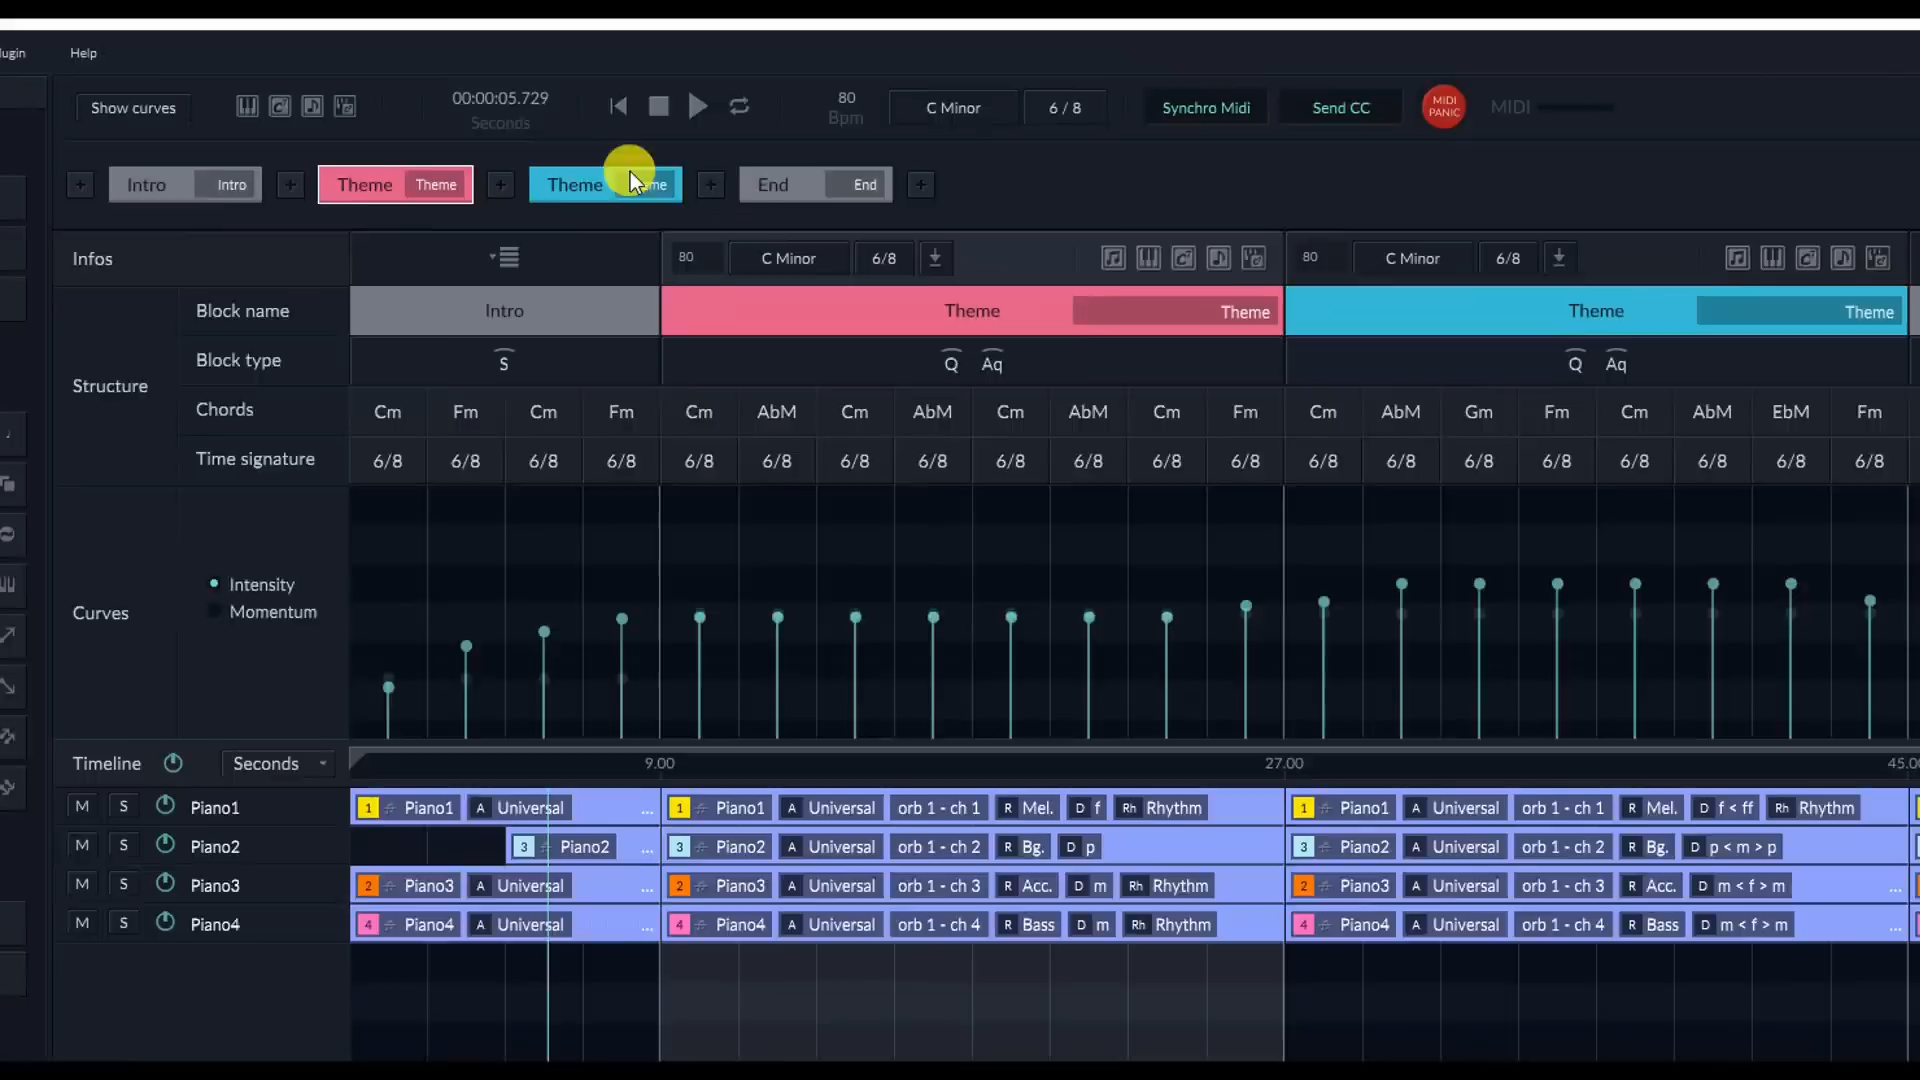 lugin Help
Show curves 00:00:05.729 Seconds 80 Bpm C Minor 6 / 8 Synchro Midi Send CC MIDI PANIC MIDI
+ Intro Intro + Theme Theme + Theme me + End End +
Infos 80 C Minor 6/8 80 C Minor 6/8
Block name Intro Theme Theme Theme Theme
Block type S Q Aq Q Aq
Structure
Chords Cm Fm Cm Fm Cm AbM Cm AbM Cm AbM Cm Fm Cm AbM Gm Fm Cm AbM EbM Fm
Time signature 6/8 6/8 6/8 6/8 6/8 6/8 6/8 6/8 6/8 6/8 6/8 6/8 6/8 6/8 6/8 6/8 6/8 6/8 6/8 6/8
Intensity
Curves
Momentum
Timeline Seconds 9.00 27.00 45.00
M S Piano1 1 Piano1 A Universal ... 1 Piano1 A Universal orb 1 - ch 1 R Mel. D f Rh Rhythm 1 Piano1 A Universal orb 1 - ch 1 R Mel. D f < ff Rh Rhythm
M S Piano2 3 Piano2 ... 3 Piano2 A Universal orb 1 - ch 2 R Bg. D p 3 Piano2 A Universal orb 1 - ch 2 R Bg. D p < m > p
M S Piano3 2 Piano3 A Universal ... 2 Piano3 A Universal orb 1 - ch 3 R Acc. D m Rh Rhythm 2 Piano3 A Universal orb 1 - ch 3 R Acc. D m < f > m ...
M S Piano4 4 Piano4 A Universal ... 4 Piano4 A Universal orb 1 - ch 4 R Bass D m Rh Rhythm 4 Piano4 A Universal orb 1 - ch 4 R Bass D m < f > m ...